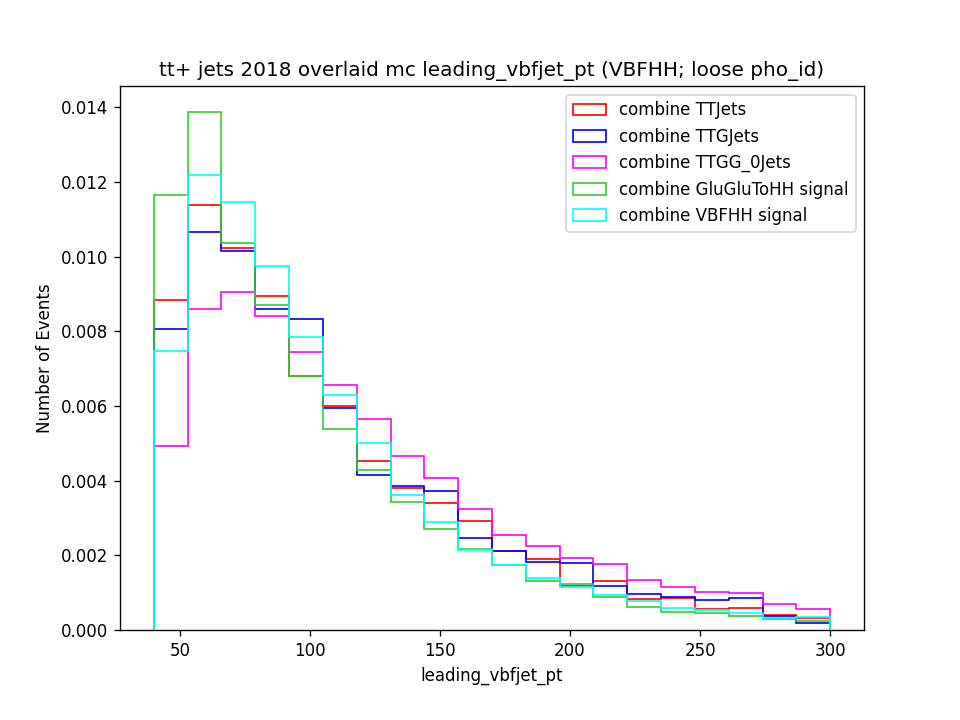 tt+ jets 2018 overlaid mc leading_vbfjet_pt (VBFHH; loose pho_id)
combine TTJets
combine TTGJets
combine TTGG_0Jets
combine GluGluToHH signal
combine VBFHH signal
0.014
0.012
0.010
0.008
0.006
0.004
0.002
0.000
Number of Events
50 100 150 200 250 300
leading_vbfjet_pt